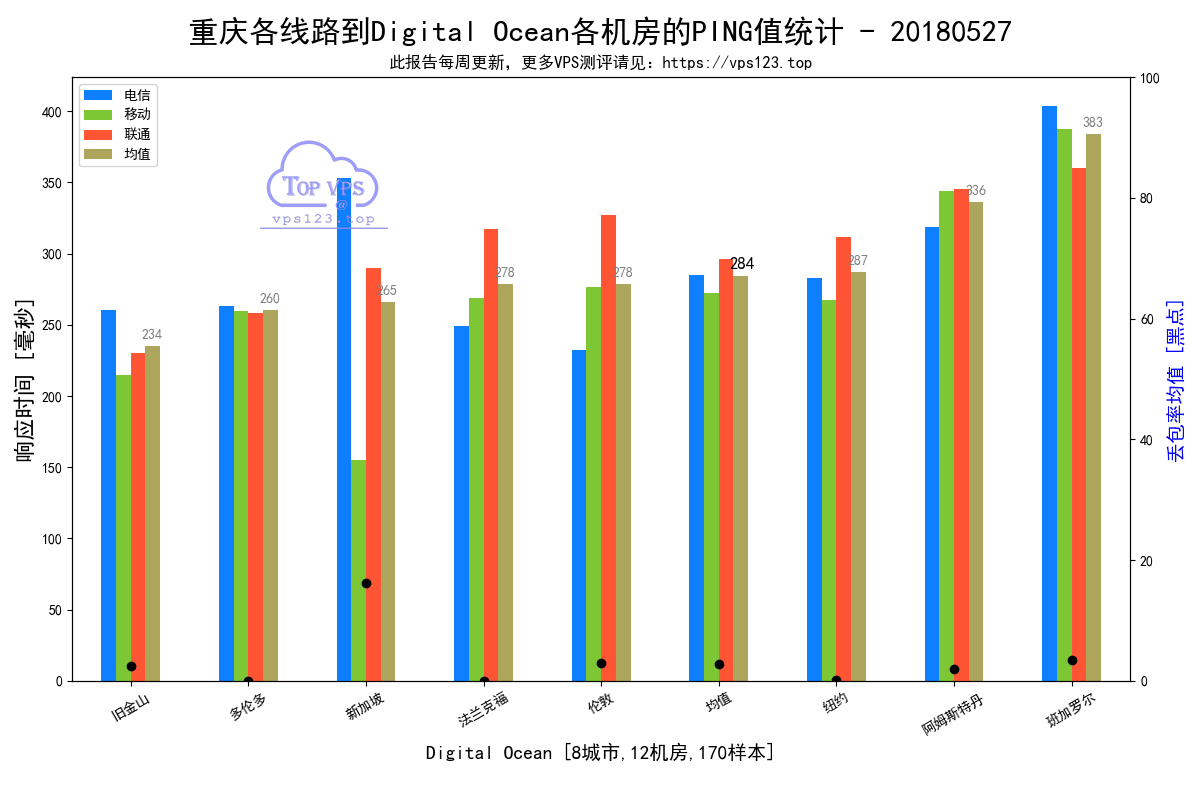 重庆各线路到Digital Ocean各机房的PING值统计 - 20180527
此报告每周更新，更多VPS测评请见：https://vps123.top
电信
移动
联通
均值
TOP VPS
@
vps123.top
响应时间 [毫秒]
丢包率均值 [黑点]
400
350
300
250
200
150
100
50
0
100
80
60
40
20
0
234
260
265
278
278
284
287
336
383
旧金山
多伦多
新加坡
法兰克福
伦敦
均值
纽约
阿姆斯特丹
班加罗尔
Digital Ocean [8城市,12机房,170样本]